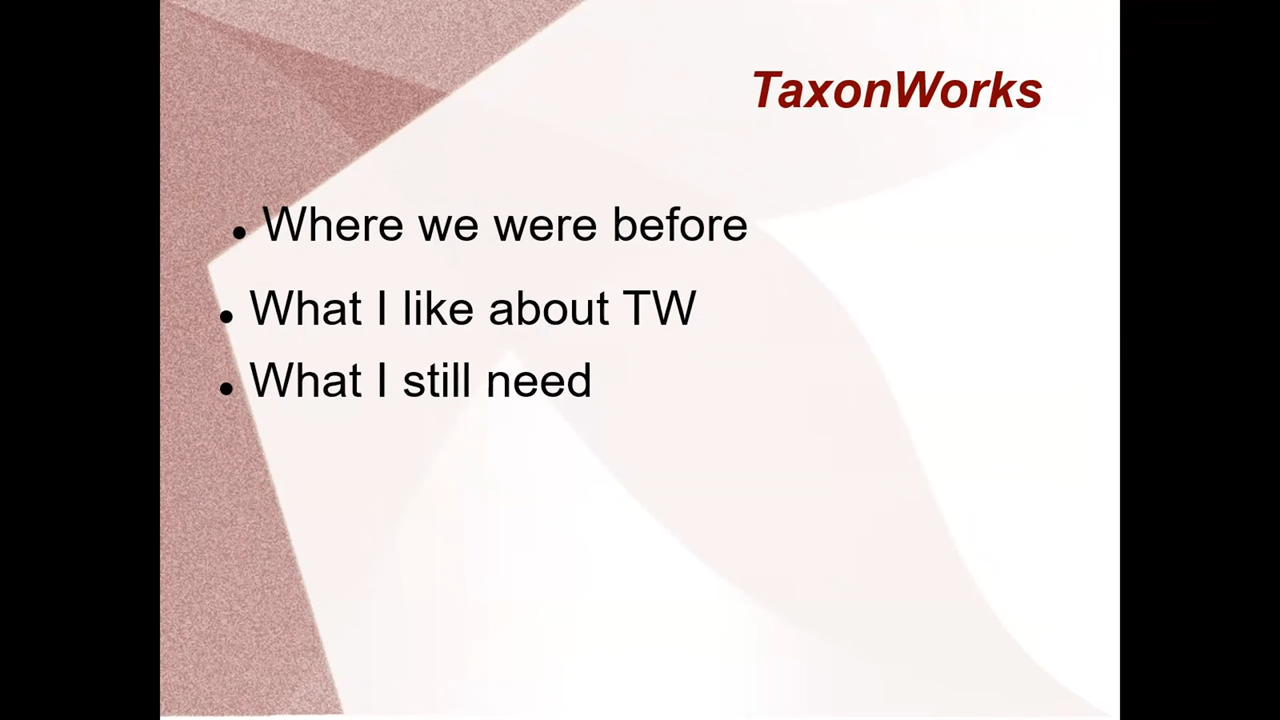 TaxonWorks
• Where we were before
• What I like about TW
• What I still need